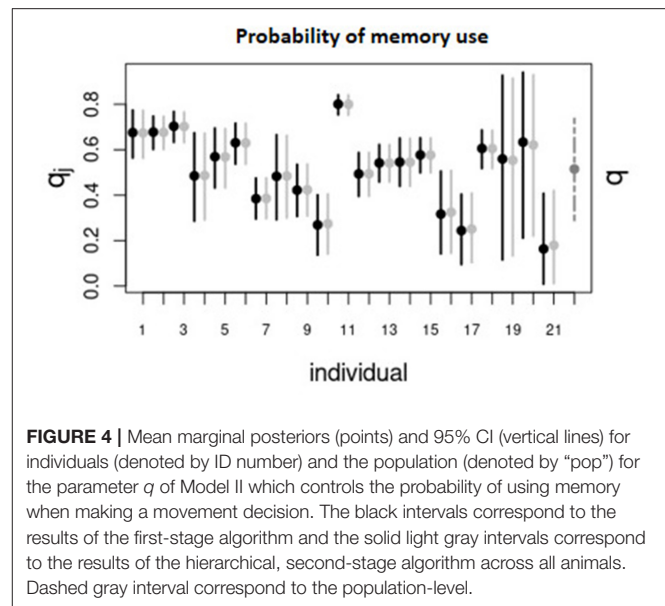 Probability of memory use
0.8
0.6
0.4
0.2
0.0
qj
q
1 3 5 7 9 11 13 15 17 19 21
individual
FIGURE 4 | Mean marginal posteriors (points) and 95% CI (vertical lines) for
individuals (denoted by ID number) and the population (denoted by “pop”) for
the parameter q of Model II which controls the probability of using memory
when making a movement decision. The black intervals correspond to the
results of the first-stage algorithm and the solid light gray intervals correspond
to the results of the hierarchical, second-stage algorithm across all animals.
Dashed gray interval correspond to the population-level.